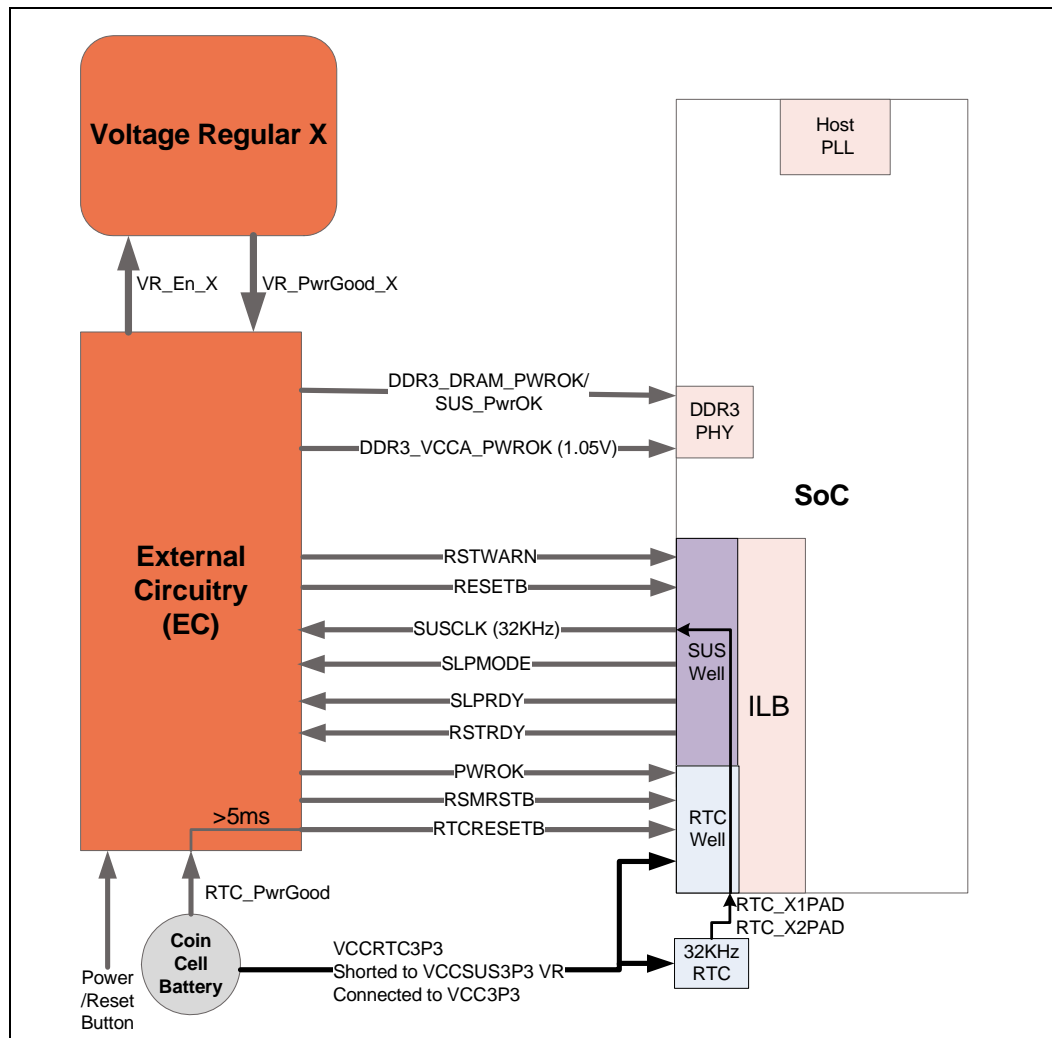 Voltage Regular X
Host
PLL
VR_En_X
VR_PwrGood_X
DDR3_DRAM_PWROK/
SUS_PwrOK
DDR3
PHY
DDR3_VCCA_PWROK (1.05V)
SoC
External
Circuitry
(EC)
RSTWARN
RESETB
SUSCLK (32KHz)
SLPMODE
SLPRDY
RSTRDY
SUS
Well
ILB
PWROK
RSMRSTB
>5ms
RTCRESETB
RTC
Well
RTC_PwrGood
RTC_X1PAD
RTC_X2PAD
Coin
Cell
Battery
VCCRTC3P3
Shorted to VCCSUS3P3 VR
Connected to VCC3P3
32KHz
RTC
Power
/Reset
Button